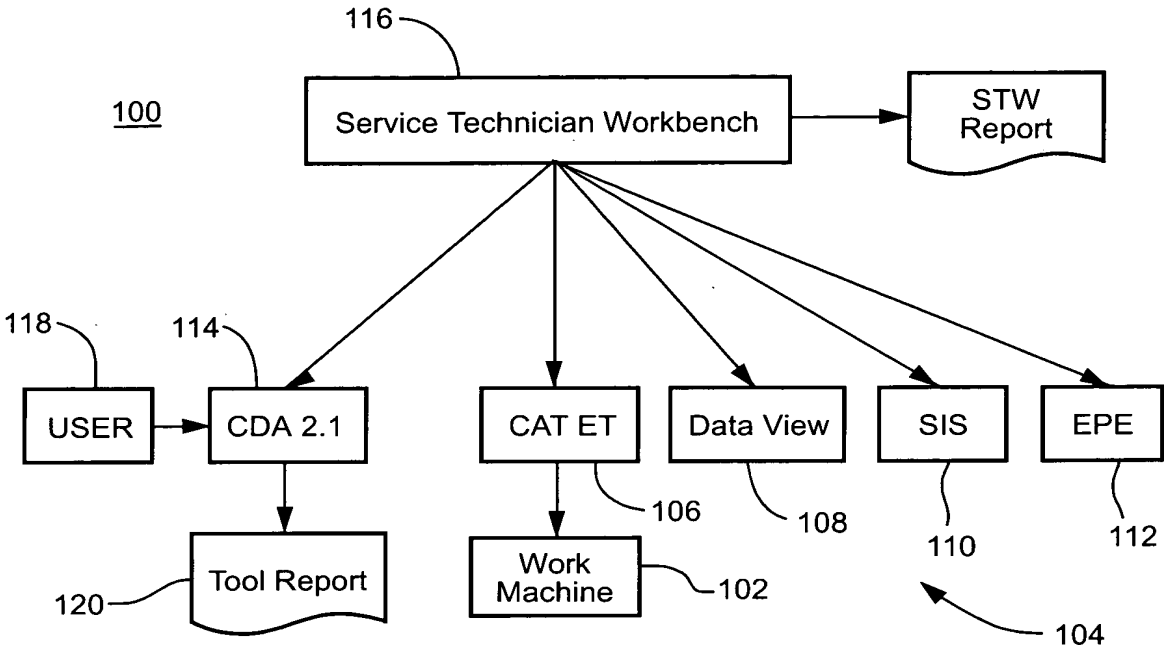 116
100
Service Technician Workbench
STW
Report
118
114
USER
CDA 2.1
CAT ET
Data View
SIS
EPE
106
108
110
112
Tool Report
120
Work
Machine
102
104